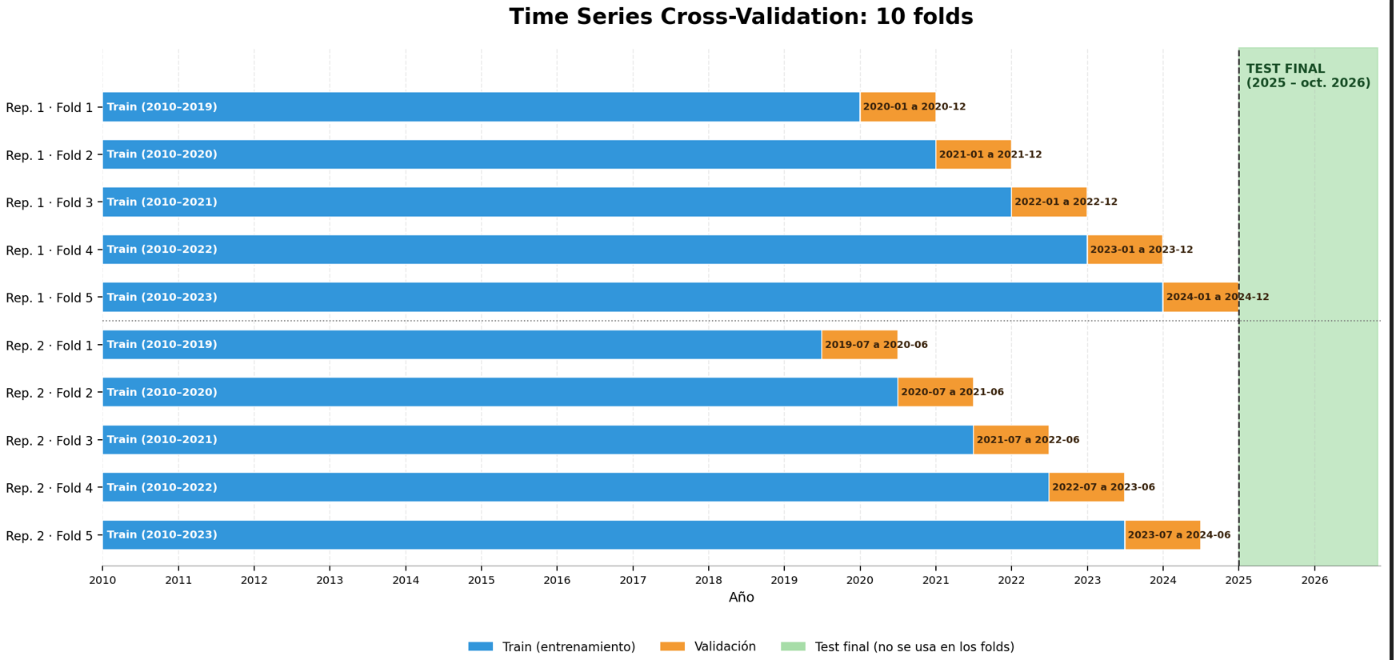 Time Series Cross-Validation: 10 folds
TEST FINAL
(2025 – oct. 2026)
Rep. 1 · Fold 1 Train (2010–2019) 2020-01 a 2020-12
Rep. 1 · Fold 2 Train (2010–2020) 2021-01 a 2021-12
Rep. 1 · Fold 3 Train (2010–2021) 2022-01 a 2022-12
Rep. 1 · Fold 4 Train (2010–2022) 2023-01 a 2023-12
Rep. 1 · Fold 5 Train (2010–2023) 2024-01 a 2024-12
Rep. 2 · Fold 1 Train (2010–2019) 2019-07 a 2020-06
Rep. 2 · Fold 2 Train (2010–2020) 2020-07 a 2021-06
Rep. 2 · Fold 3 Train (2010–2021) 2021-07 a 2022-06
Rep. 2 · Fold 4 Train (2010–2022) 2022-07 a 2023-06
Rep. 2 · Fold 5 Train (2010–2023) 2023-07 a 2024-06
2010 2011 2012 2013 2014 2015 2016 2017 2018 2019 2020 2021 2022 2023 2024 2025 2026
Año
Train (entrenamiento) Validación Test final (no se usa en los folds)